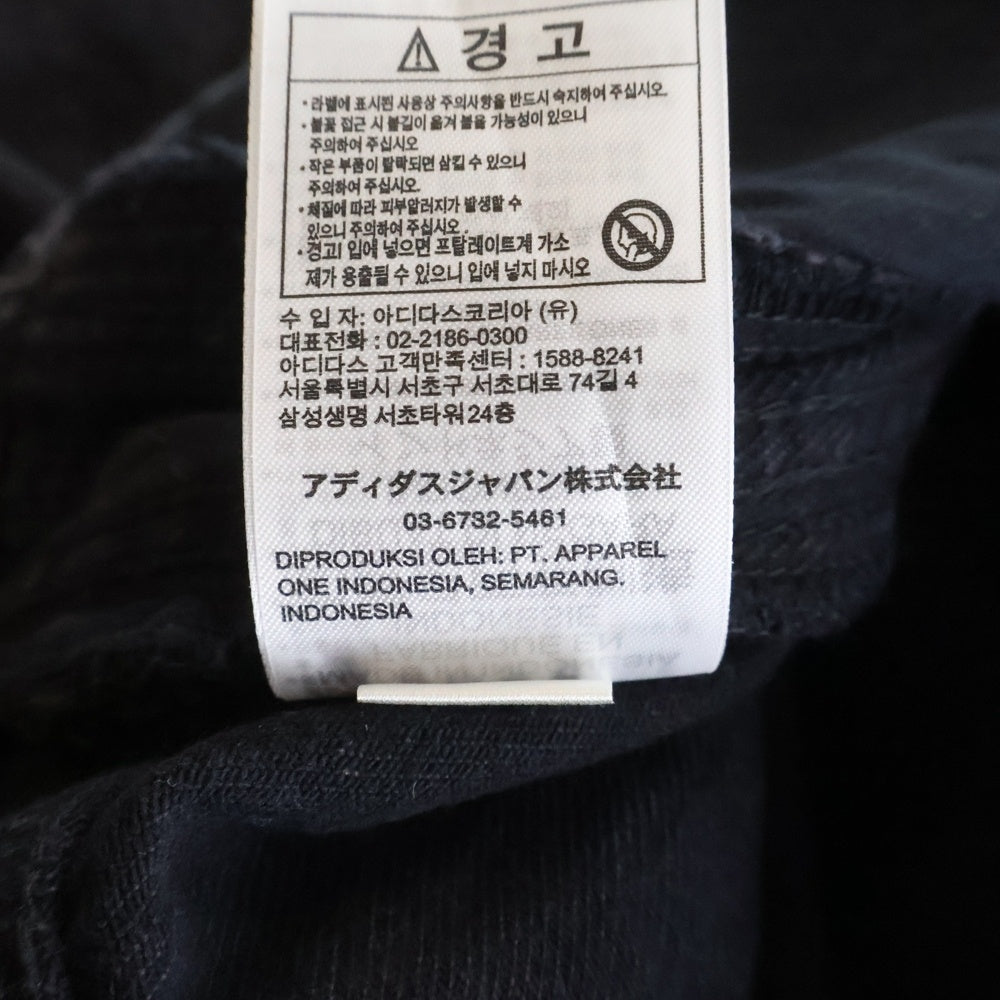 경 고
· 라벨에 표시된 사용상 주의사항을 반드시 숙지하여 주십시오.
· 불꽃 접근 시 불길이 옮겨 붙을 가능성이 있으니
주의하여 주십시오
· 작은 부품이 탈락되면 삼킬 수 있으니
주의하여 주십시오.
· 체질에 따라 피부알러지가 발생할 수
있으니 주의하여 주십시오.
· 경고! 입에 넣으면 프탈레이트계 가소
제가 용출될 수 있으니 입에 넣지 마시오
수 입 자: 아디다스코리아 (유)
대표전화 : 02-2186-0300
아디다스 고객만족센터 : 1588-8241
서울특별시 서초구 서초대로 74길 4
삼성생명 서초타워24층
アディダスジャパン株式会社
03-6732-5461
DIPRODUKSI OLEH: PT. APPAREL
ONE INDONESIA, SEMARANG.
INDONESIA